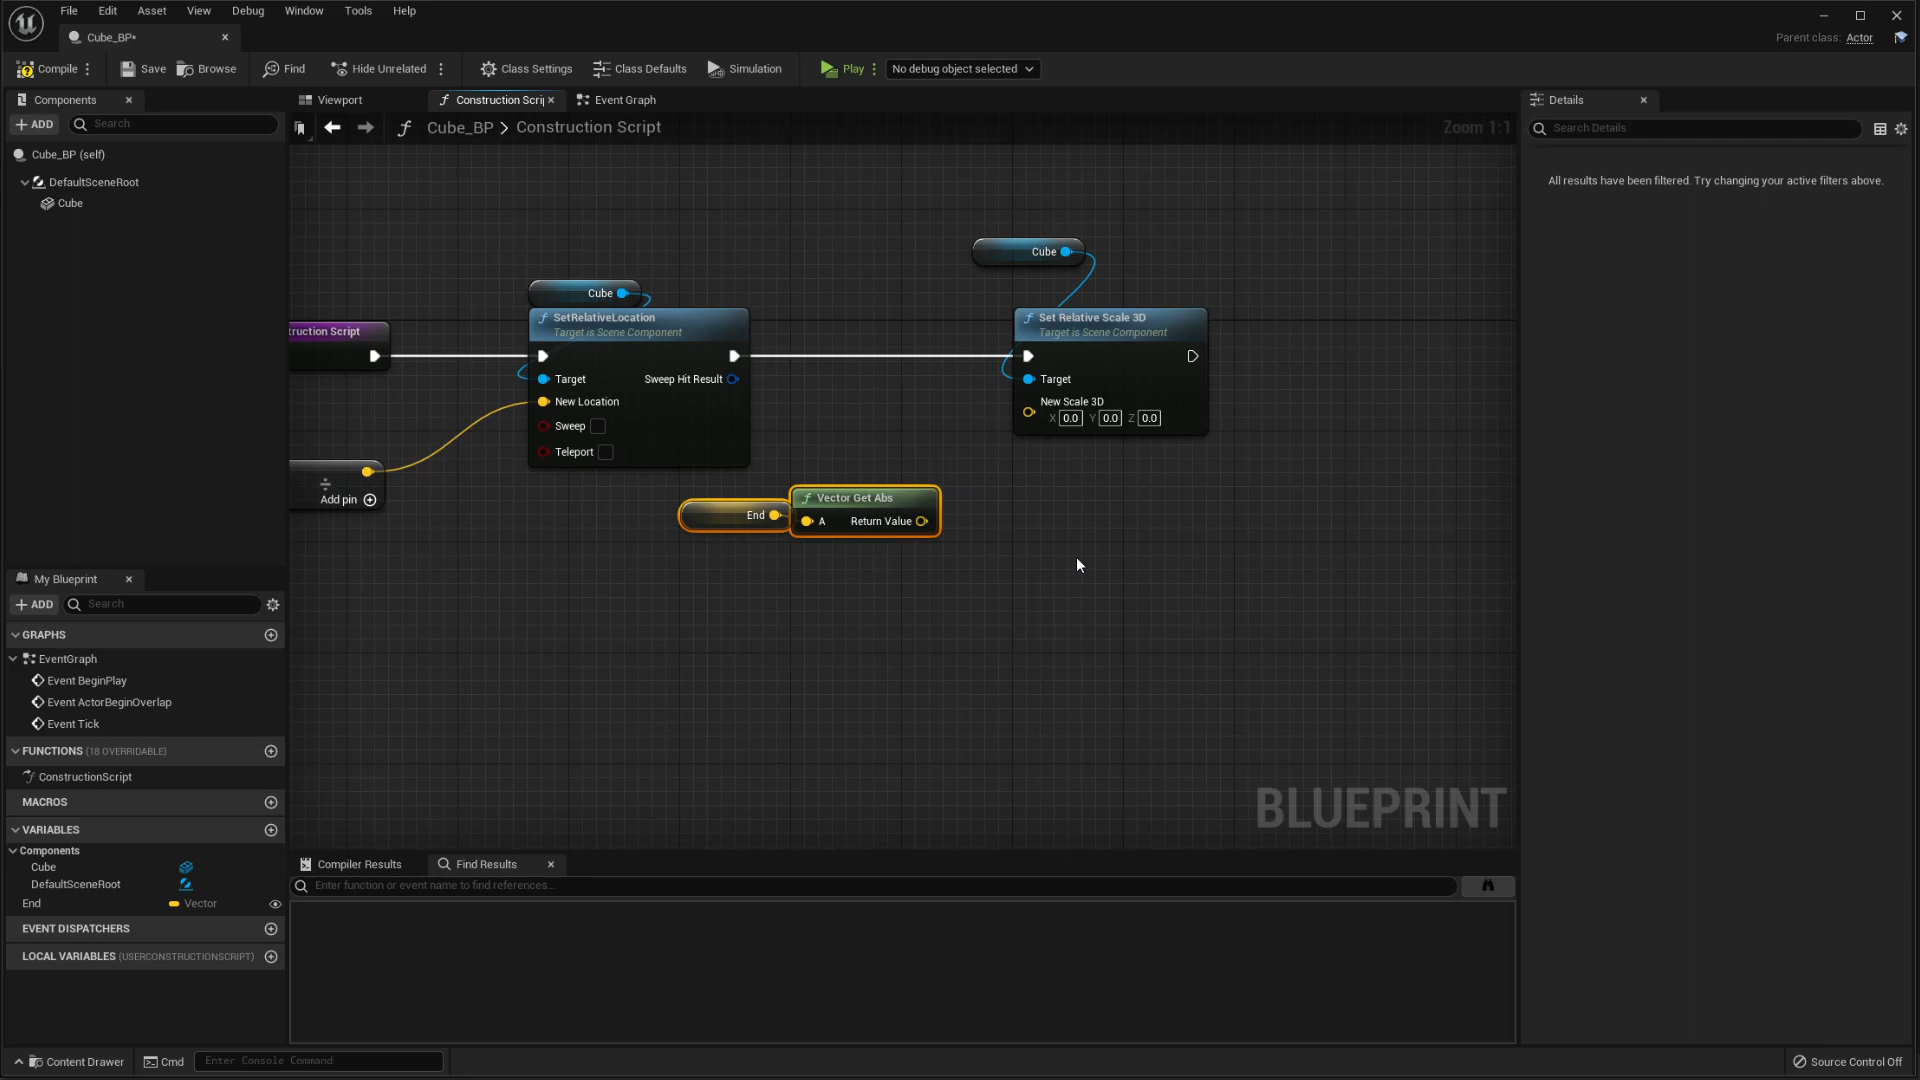 File Edit Asset View Debug Window Tools Help
Cube_BP*
Parent class: Actor
Compile Save Browse Find Hide Unrelated Class Settings Class Defaults Simulation Play No debug object selected
Components
ADD Search
Cube_BP (self)
DefaultSceneRoot
Cube
Viewport Construction Scrip Event Graph
Cube_BP > Construction Script
Zoom 1:1
Details
Search Details
All results have been filtered. Try changing your active filters above.
truction Script
Add pin
Cube
SetRelativeLocation
Target is Scene Component
Target Sweep Hit Result
New Location
Sweep
Teleport
Cube
Set Relative Scale 3D
Target is Scene Component
Target
New Scale 3D
X 0.0 Y 0.0 Z 0.0
End
Vector Get Abs
A Return Value
BLUEPRINT
My Blueprint
ADD Search
GRAPHS
EventGraph
Event BeginPlay
Event ActorBeginOverlap
Event Tick
FUNCTIONS (18 OVERRIDABLE)
ConstructionScript
MACROS
VARIABLES
Components
Cube
DefaultSceneRoot
End Vector
EVENT DISPATCHERS
LOCAL VARIABLES (USERCONSTRUCTIONSCRIPT)
Compiler Results Find Results
Enter function or event name to find references...
Content Drawer Cmd Enter Console Command Source Control Off